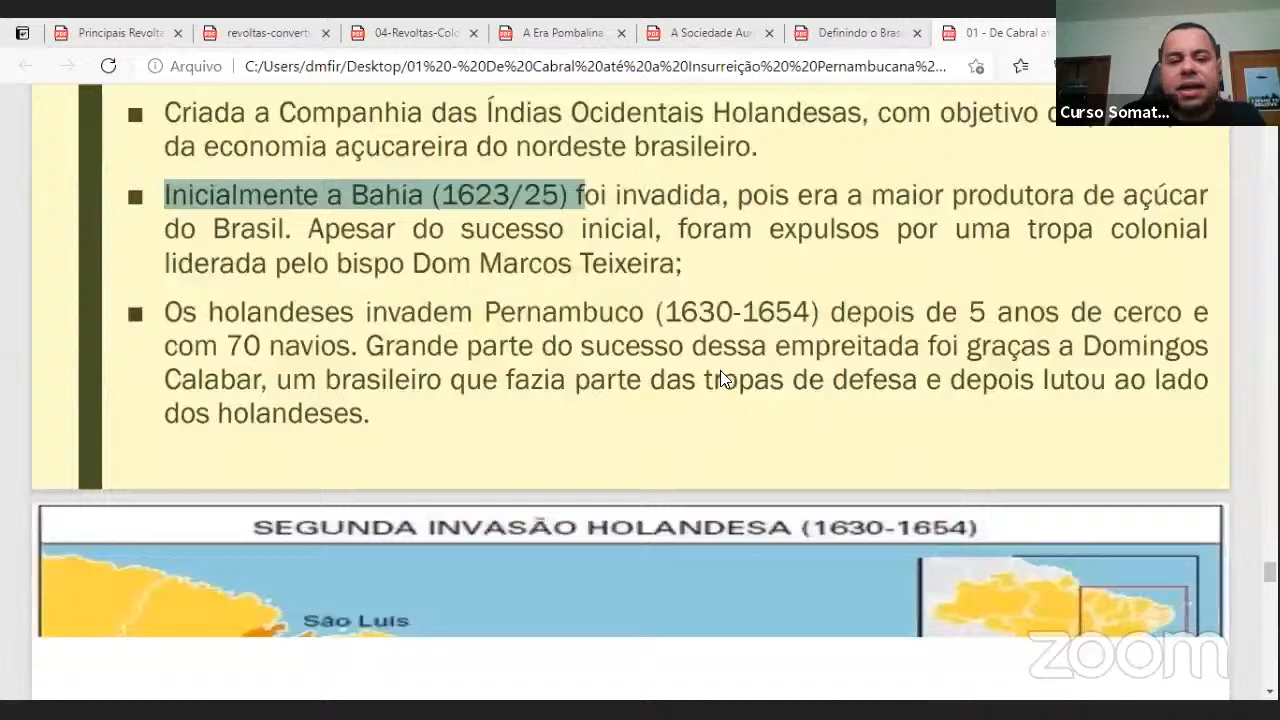 Principais Revolta
revoltas-convert
04-Revoltas-Colo
A Era Pombalina
A Sociedade Au
Definindo o Bras
01 - De Cabral at
Arquivo
C:/Users/dmfir/Desktop/01%20-%20De%20Cabral%20até%20a%20Insurreição%20%20Pernambucana%2...
Curso Somat...
Criada a Companhia das Índias Ocidentais Holandesas, com objetivo
da economia açucareira do nordeste brasileiro.
Inicialmente a Bahia (1623/25) foi invadida, pois era a maior produtora de açúcar
do Brasil. Apesar do sucesso inicial, foram expulsos por uma tropa colonial
liderada pelo bispo Dom Marcos Teixeira;
Os holandeses invadem Pernambuco (1630-1654) depois de 5 anos de cerco e
com 70 navios. Grande parte do sucesso dessa empreitada foi graças a Domingos
Calabar, um brasileiro que fazia parte das tropas de defesa e depois lutou ao lado
dos holandeses.
SEGUNDA INVASÃO HOLANDESA (1630-1654)
São Luís
zoom